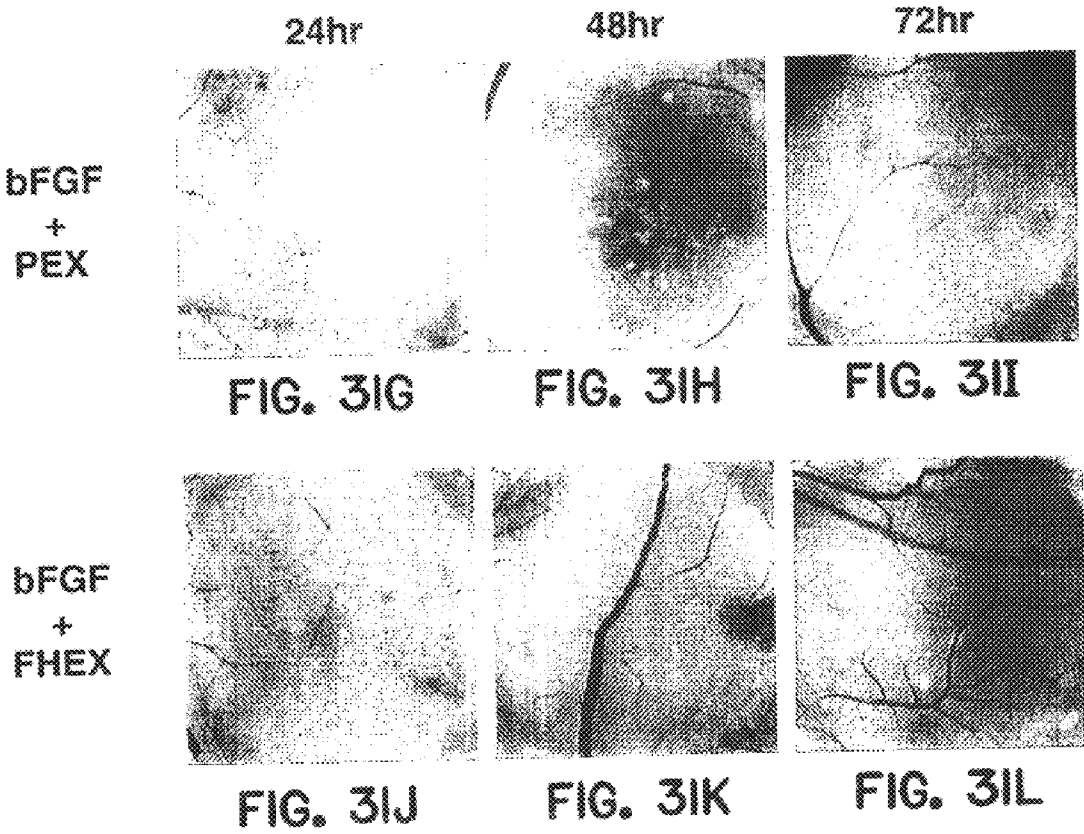 24hr 48hr 72hr
bFGF
+
PEX
FIG. 31G FIG. 31H FIG. 31I
bFGF
+
FHEX
FIG. 31J FIG. 31K FIG. 31L